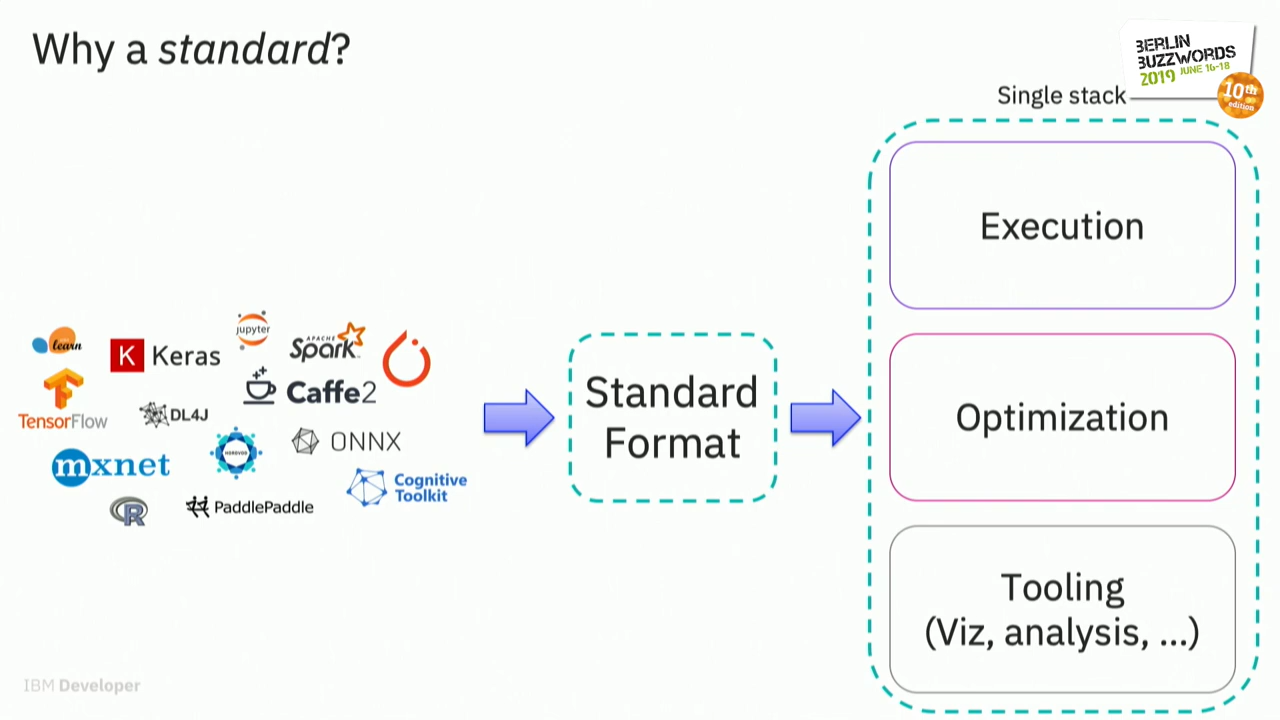 Why a standard?
BERLIN
BUZZWORDS
2019 JUNE 16-18
10th
edition
Single stack
Execution
Optimization
Tooling
(Viz, analysis, ...)
Standard
Format
learn
K Keras
jupyter
APACHE
Spark
TensorFlow
DL4J
Caffe2
mxnet
HOROVOD
ONNX
R
PaddlePaddle
Cognitive
Toolkit
IBM Developer